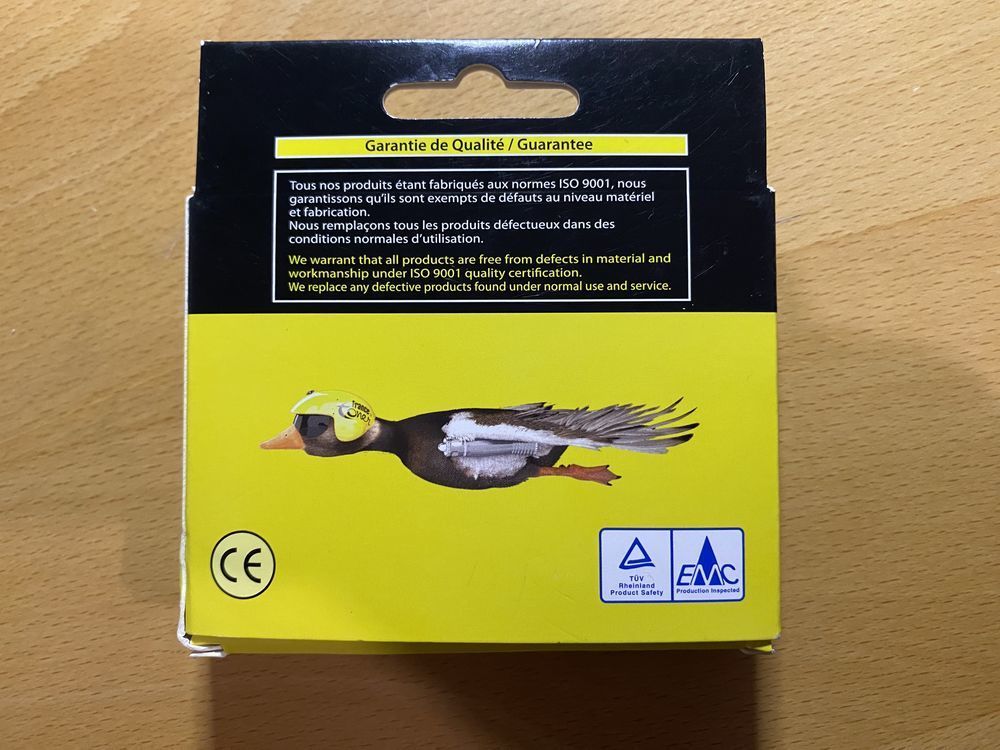 Garantie de Qualité / Guarantee
Tous nos produits étant fabriqués aux normes ISO 9001, nous
garantissons qu'ils sont exempts de défauts au niveau matériel
et fabrication.
Nous remplaçons tous les produits défectueux dans des
conditions normales d'utilisation.
We warrant that all products are free from defects in material and
workmanship under ISO 9001 quality certification.
We replace any defective products found under normal use and service.
france
toner
CE
TÜV
Rheinland
Product Safety
EMC
Production Inspected